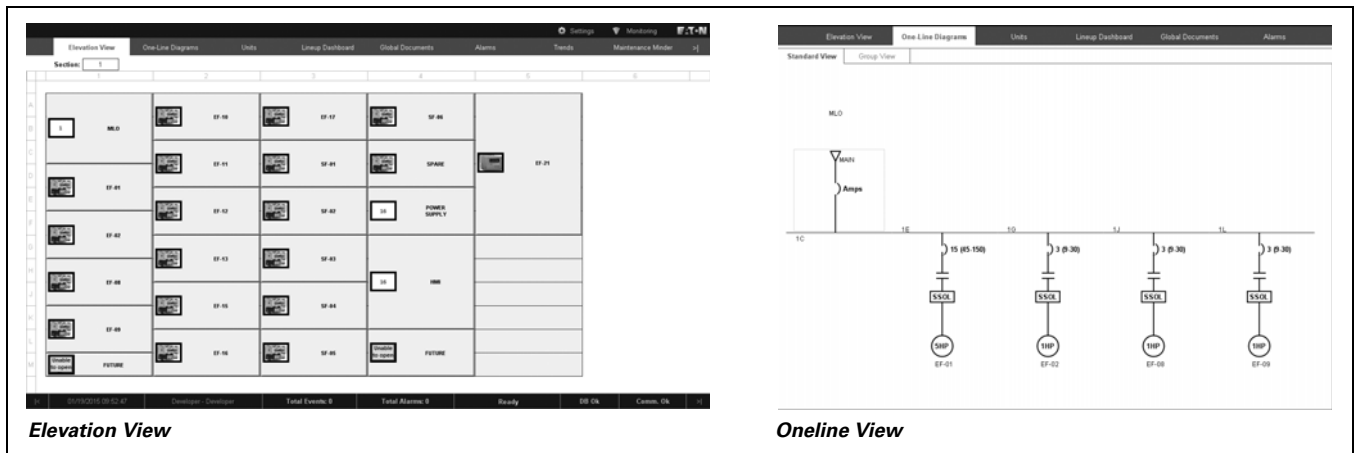 Settings Monitoring EATON
Elevation View One-Line Diagrams Units Lineup Dashboard Global Documents Alarms Trends Maintenance Minder >|
Section: 1
1 2 3 4 5 6
A
B
C
D
E
F
G
H
J
K
L
M
1 MLO
EF-01
EF-02
EF-08
EF-09
Unable to open FUTURE
EF-10
EF-11
EF-12
EF-13
EF-15
EF-16
EF-17
SF-01
SF-02
SF-03
SF-04
SF-05
SF-06
SPARE
POWER
SUPPLY
HMI
Unable to open FUTURE
EF-21
|< 01/19/2015 08:52:47 Developer - Developer Total Events: 0 Total Alarms: 0 Ready DB Ok Comm. Ok >|
Elevation View
Elevation View One-Line Diagrams Units Lineup Dashboard Global Documents Alarms
Standard View Group View
MLO
MAIN
Amps
1C 1E 1G 1J 1L
15 (45-150) 3 (9-30) 3 (9-30) 3 (9-30)
SSOL SSOL SSOL SSOL
5HP 1HP 1HP 1HP
EF-01 EF-02 EF-08 EF-09
Oneline View